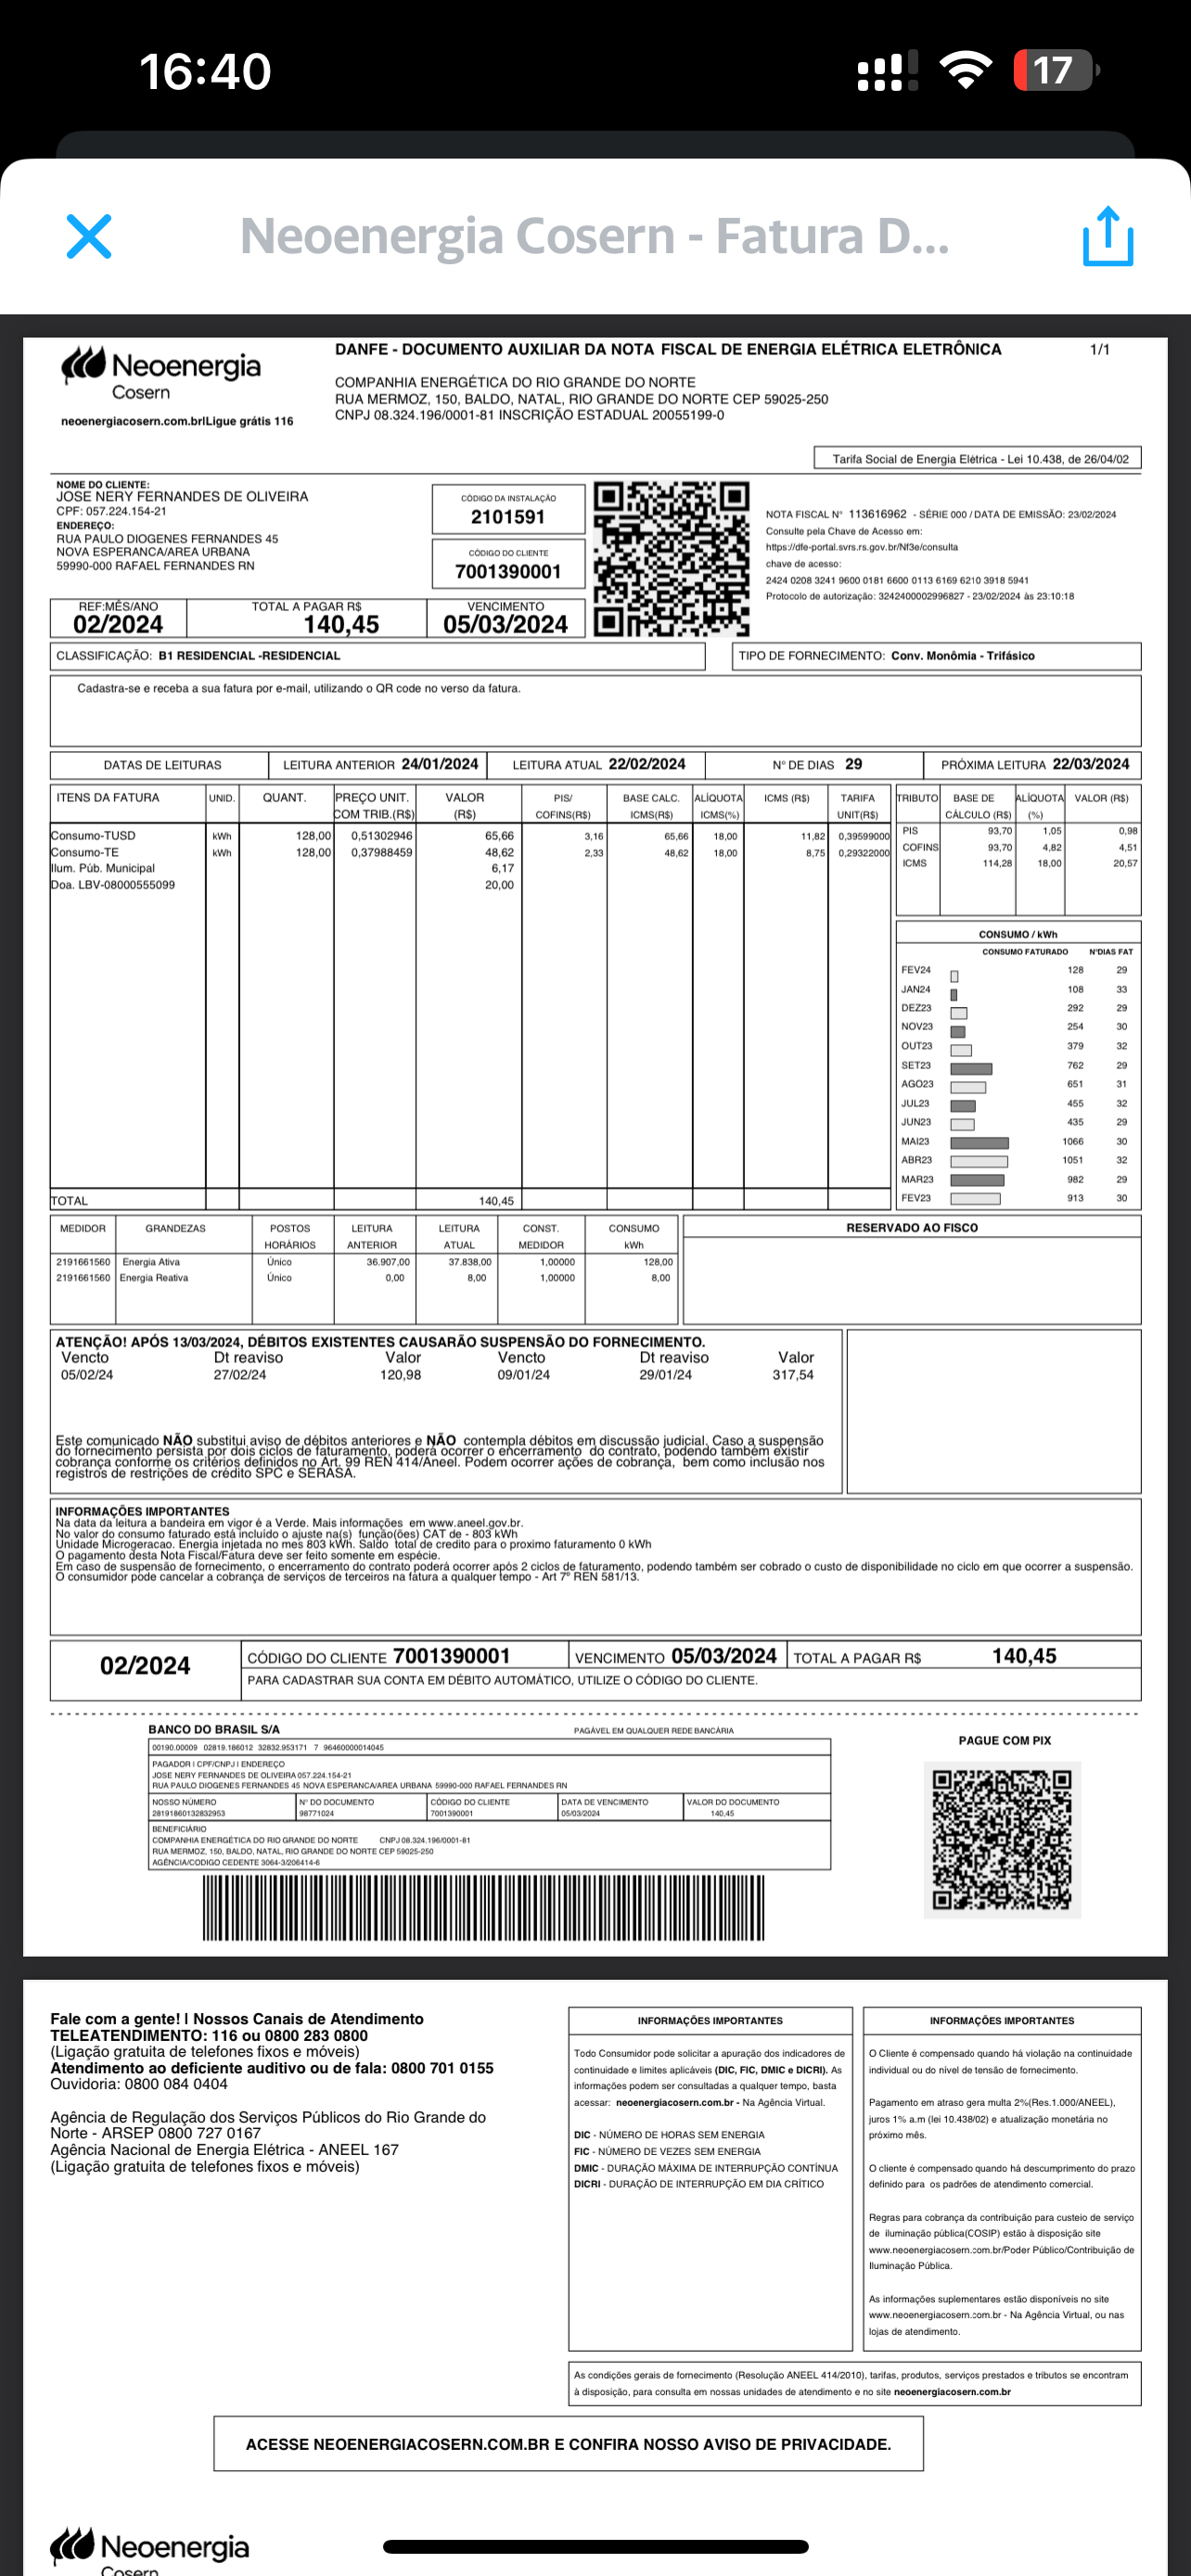 16:40
17
Neoenergia Cosern - Fatura D...
Neoenergia
Cosern
neoenergiacosern.com.br|Ligue grátis 116
DANFE - DOCUMENTO AUXILIAR DA NOTA FISCAL DE ENERGIA ELÉTRICA ELETRÔNICA
1/1
COMPANHIA ENERGÉTICA DO RIO GRANDE DO NORTE
RUA MERMOZ, 150, BALDO, NATAL, RIO GRANDE DO NORTE CEP 59025-250
CNPJ 08.324.196/0001-81 INSCRIÇÃO ESTADUAL 20055199-0
Tarifa Social de Energia Elétrica - Lei 10.438, de 26/04/02
NOME DO CLIENTE:
JOSE NERY FERNANDES DE OLIVEIRA
CPF: 057.224.154-21
ENDEREÇO:
RUA PAULO DIOGENES FERNANDES 45
NOVA ESPERANCA/AREA URBANA
59990-000 RAFAEL FERNANDES RN
CÓDIGO DA INSTALAÇÃO
2101591
CÓDIGO DO CLIENTE
7001390001
NOTA FISCAL N° 113616962 - SÉRIE 000 / DATA DE EMISSÃO: 23/02/2024
Consulte pela Chave de Acesso em:
https://dfe-portal.svrs.rs.gov.br/Nf3e/consulta
chave de acesso:
2424 0208 3241 9600 0181 6600 0113 6169 6210 3918 5941
Protocolo de autorização: 3242400002996827 - 23/02/2024 às 23:10:18
REF:MÊS/ANO TOTAL A PAGAR R$ VENCIMENTO
02/2024 140,45 05/03/2024
CLASSIFICAÇÃO: B1 RESIDENCIAL -RESIDENCIAL
TIPO DE FORNECIMENTO: Conv. Monômia - Trifásico
Cadastra-se e receba a sua fatura por e-mail, utilizando o QR code no verso da fatura.
DATAS DE LEITURAS LEITURA ANTERIOR 24/01/2024 LEITURA ATUAL 22/02/2024 N° DE DIAS 29 PRÓXIMA LEITURA 22/03/2024
ITENS DA FATURA UNID. QUANT. PREÇO UNIT. VALOR PIS/ BASE CALC. ALÍQUOTA ICMS (R$) TARIFA
COM TRIB.(R$) (R$) COFINS(R$) ICMS(R$) ICMS(%) UNIT(R$)
Consumo-TUSD kWh 128,00 0,51302946 65,66 3,16 65,66 18,00 11,82 0,39599000
Consumo-TE kWh 128,00 0,37988459 48,62 2,33 48,62 18,00 8,75 0,29322000
Ilum. Púb. Municipal 6,17
Doa. LBV-08000555099 20,00
TOTAL 140,45
TRIBUTO BASE DE ALÍQUOTA VALOR (R$)
CÁLCULO (R$) (%)
PIS 93,70 1,05 0,98
COFINS 93,70 4,82 4,51
ICMS 114,28 18,00 20,57
CONSUMO / kWh
CONSUMO FATURADO N°DIAS FAT
FEV24 128 29
JAN24 108 33
DEZ23 292 29
NOV23 254 30
OUT23 379 32
SET23 762 29
AGO23 651 31
JUL23 455 32
JUN23 435 29
MAI23 1066 30
ABR23 1051 32
MAR23 982 29
FEV23 913 30
MEDIDOR GRANDEZAS POSTOS LEITURA LEITURA CONST. CONSUMO
HORÁRIOS ANTERIOR ATUAL MEDIDOR kWh
2191661560 Energia Ativa Único 36.907,00 37.838,00 1,00000 128,00
2191661560 Energia Reativa Único 0,00 8,00 1,00000 8,00
RESERVADO AO FISCO
ATENÇÃO! APÓS 13/03/2024, DÉBITOS EXISTENTES CAUSARÃO SUSPENSÃO DO FORNECIMENTO.
Vencto Dt reaviso Valor Vencto Dt reaviso Valor
05/02/24 27/02/24 120,98 09/01/24 29/01/24 317,54
Este comunicado NÃO substitui aviso de débitos anteriores e NÃO contempla débitos em discussão judicial. Caso a suspensão
do fornecimento persista por dois ciclos de faturamento, poderá ocorrer o encerramento do contrato, podendo também existir
cobrança conforme os critérios definidos no Art. 99 REN 414/Aneel. Podem ocorrer ações de cobrança, bem como inclusão nos
registros de restrições de crédito SPC e SERASA.
INFORMAÇÕES IMPORTANTES
Na data da leitura a bandeira em vigor é a Verde. Mais informações em www.aneel.gov.br.
No valor do consumo faturado está incluído o ajuste na(s) função(ões) CAT de - 803 kWh
Unidade Microgeracao. Energia injetada no mes 803 kWh. Saldo total de credito para o proximo faturamento 0 kWh
O pagamento desta Nota Fiscal/Fatura deve ser feito somente em espécie.
Em caso de suspensão de fornecimento, o encerramento do contrato poderá ocorrer após 2 ciclos de faturamento, podendo também ser cobrado o custo de disponibilidade no ciclo em que ocorrer a suspensão.
O consumidor pode cancelar a cobrança de serviços de terceiros na fatura a qualquer tempo - Art 7º REN 581/13.
02/2024
CÓDIGO DO CLIENTE 7001390001 VENCIMENTO 05/03/2024 TOTAL A PAGAR R$ 140,45
PARA CADASTRAR SUA CONTA EM DÉBITO AUTOMÁTICO, UTILIZE O CÓDIGO DO CLIENTE.
BANCO DO BRASIL S/A
PAGÁVEL EM QUALQUER REDE BANCÁRIA
00190.00009 02819.186012 32832.953171 7 96460000014045
PAGADOR | CPF/CNPJ | ENDEREÇO
JOSE NERY FERNANDES DE OLIVEIRA 057.224.154-21
RUA PAULO DIOGENES FERNANDES 45 NOVA ESPERANCA/AREA URBANA 59990-000 RAFAEL FERNANDES RN
NOSSO NÚMERO N° DO DOCUMENTO CÓDIGO DO CLIENTE DATA DE VENCIMENTO VALOR DO DOCUMENTO
28191860132832953 98771024 7001390001 05/03/2024 140,45
BENEFICIÁRIO
COMPANHIA ENERGÉTICA DO RIO GRANDE DO NORTE CNPJ 08.324.196/0001-81
RUA MERMOZ, 150, BALDO, NATAL, RIO GRANDE DO NORTE CEP 59025-250
AGÊNCIA/CODIGO CEDENTE 3064-3/206414-6
PAGUE COM PIX
Fale com a gente! | Nossos Canais de Atendimento
TELEATENDIMENTO: 116 ou 0800 283 0800
(Ligação gratuita de telefones fixos e móveis)
Atendimento ao deficiente auditivo ou de fala: 0800 701 0155
Ouvidoria: 0800 084 0404
Agência de Regulação dos Serviços Públicos do Rio Grande do
Norte - ARSEP 0800 727 0167
Agência Nacional de Energia Elétrica - ANEEL 167
(Ligação gratuita de telefones fixos e móveis)
INFORMAÇÕES IMPORTANTES
Todo Consumidor pode solicitar a apuração dos indicadores de
continuidade e limites aplicáveis (DIC, FIC, DMIC e DICRI). As
informações podem ser consultadas a qualquer tempo, basta
acessar: neoenergiacosern.com.br - Na Agência Virtual.
DIC - NÚMERO DE HORAS SEM ENERGIA
FIC - NÚMERO DE VEZES SEM ENERGIA
DMIC - DURAÇÃO MÁXIMA DE INTERRUPÇÃO CONTÍNUA
DICRI - DURAÇÃO DE INTERRUPÇÃO EM DIA CRÍTICO
INFORMAÇÕES IMPORTANTES
O Cliente é compensado quando há violação na continuidade
individual ou do nível de tensão de fornecimento.
Pagamento em atraso gera multa 2%(Res.1.000/ANEEL),
juros 1% a.m (lei 10.438/02) e atualização monetária no
próximo mês.
O cliente é compensado quando há descumprimento do prazo
definido para os padrões de atendimento comercial.
Regras para cobrança da contribuição para custeio de serviço
de iluminação pública(COSIP) estão à disposição site
www.neoenergiacosern.com.br/Poder Público/Contribuição de
Iluminação Pública.
As informações suplementares estão disponíveis no site
www.neoenergiacosern.com.br - Na Agência Virtual, ou nas
lojas de atendimento.
As condições gerais de fornecimento (Resolução ANEEL 414/2010), tarifas, produtos, serviços prestados e tributos se encontram
à disposição, para consulta em nossas unidades de atendimento e no site neoenergiacosern.com.br
ACESSE NEOENERGIACOSERN.COM.BR E CONFIRA NOSSO AVISO DE PRIVACIDADE.
Neoenergia
Cosern